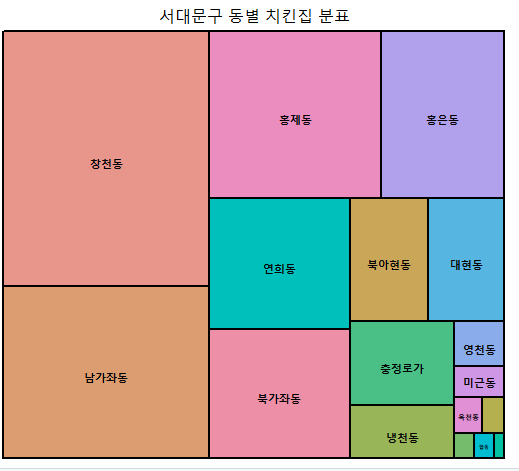 서대문구 동별 치킨집 분표
창천동
홍제동
홍은동
연희동
북아현동
대현동
남가좌동
북가좌동
충정로가
냉천동
영천동
미근동
옥천동